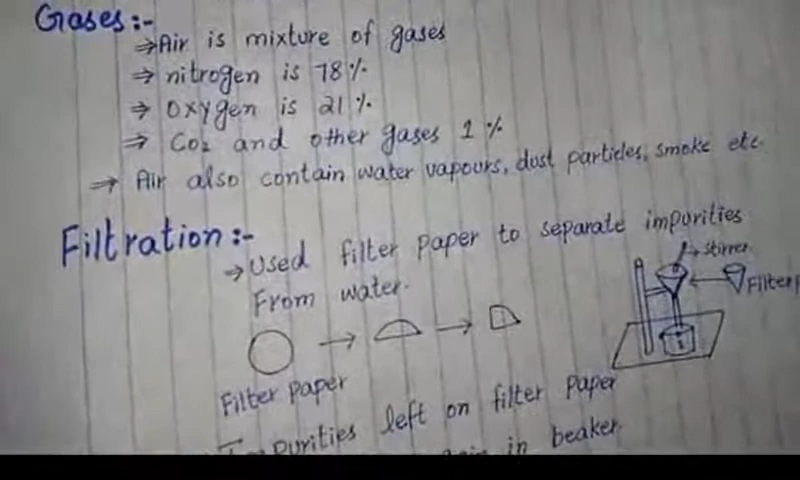 Gases:-
⇒Air is mixture of gases
⇒ nitrogen is 78%
⇒ Oxygen is 21%
⇒ CO₂ and other gases 1%
⇒ Air also contain water vapours, dust particles, smoke etc.
Filtration:-
⇒Used filter paper to separate impurities
From water.
→stirrer
Filter
Filter paper
Impurities left on filter paper
in beaker.